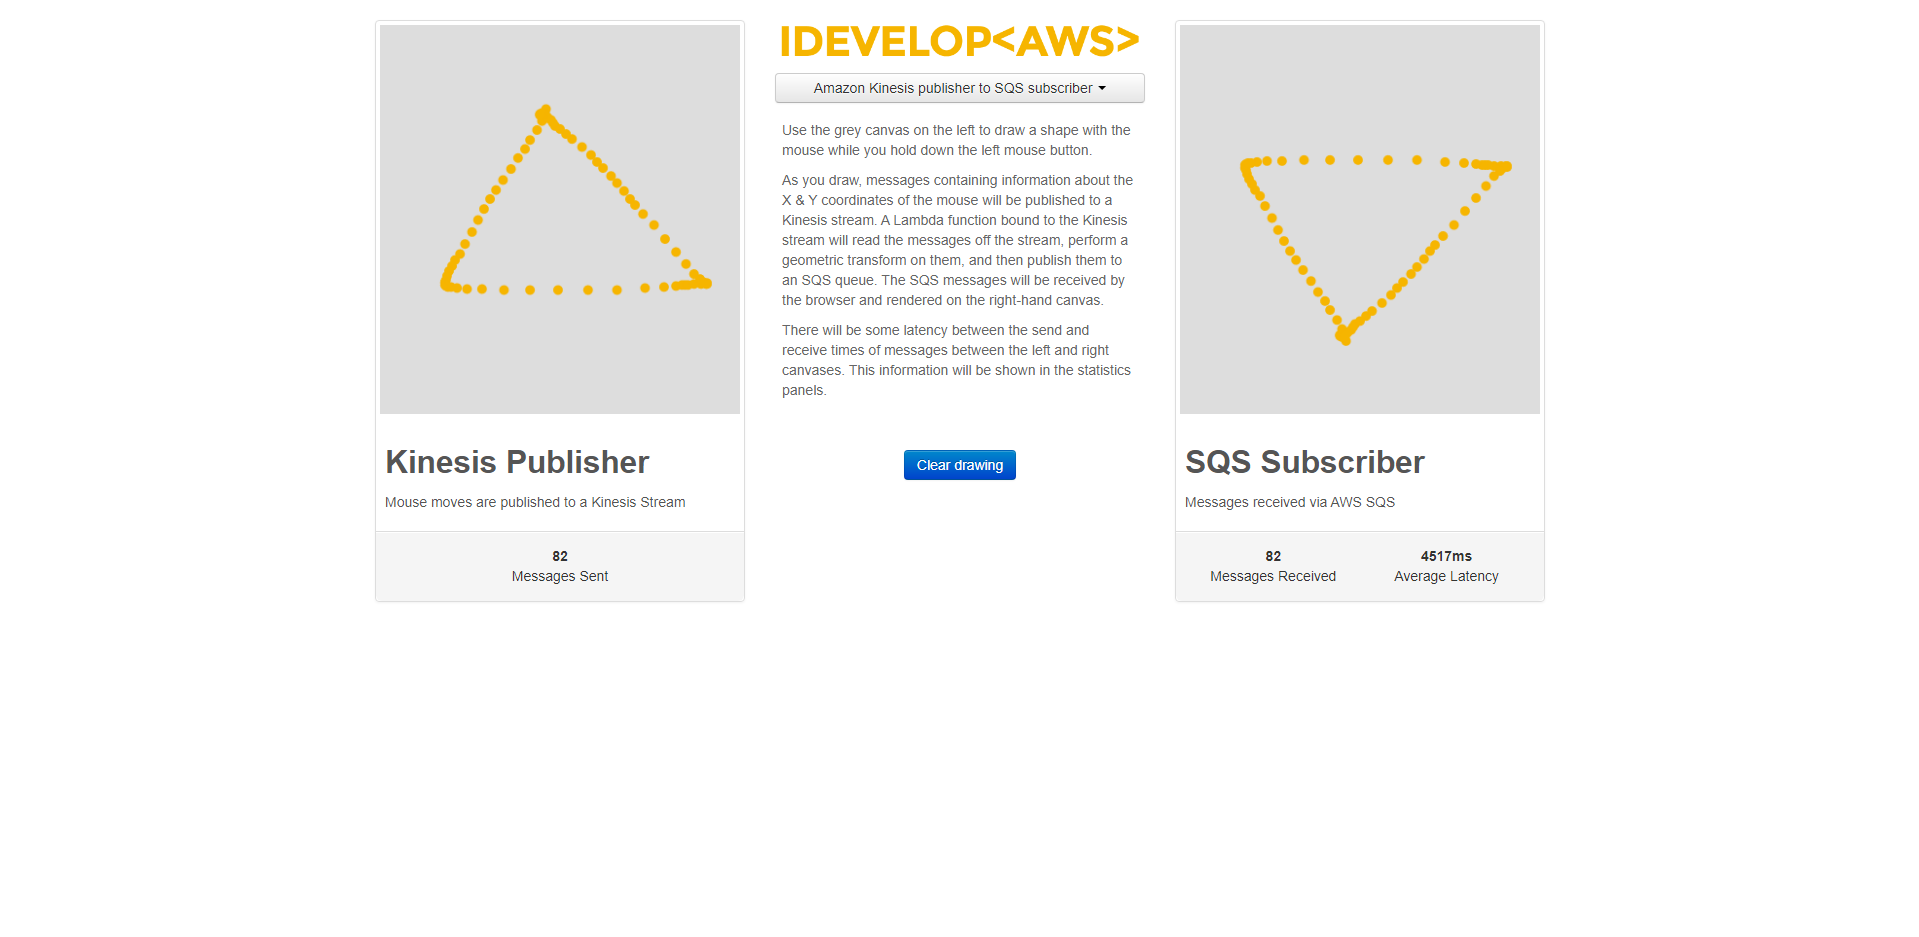 IDEVELOP<AWS>
Amazon Kinesis publisher to SQS subscriber
Use the grey canvas on the left to draw a shape with the
mouse while you hold down the left mouse button.
As you draw, messages containing information about the
X & Y coordinates of the mouse will be published to a
Kinesis stream. A Lambda function bound to the Kinesis
stream will read the messages off the stream, perform a
geometric transform on them, and then publish them to
an SQS queue. The SQS messages will be received by
the browser and rendered on the right-hand canvas.
There will be some latency between the send and
receive times of messages between the left and right
canvases. This information will be shown in the statistics
panels.
Clear drawing
Kinesis Publisher
Mouse moves are published to a Kinesis Stream
82
Messages Sent
SQS Subscriber
Messages received via AWS SQS
82
Messages Received
4517ms
Average Latency